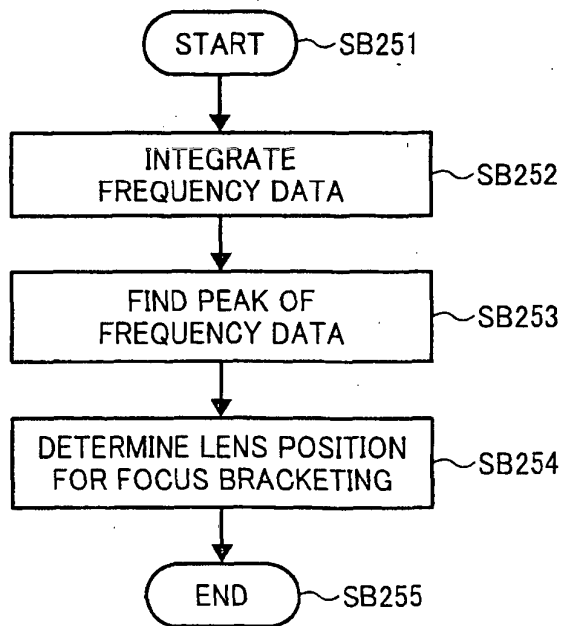 START
SB251
INTEGRATE
FREQUENCY DATA
SB252
FIND PEAK OF
FREQUENCY DATA
SB253
DETERMINE LENS POSITION
FOR FOCUS BRACKETING
SB254
END
SB255